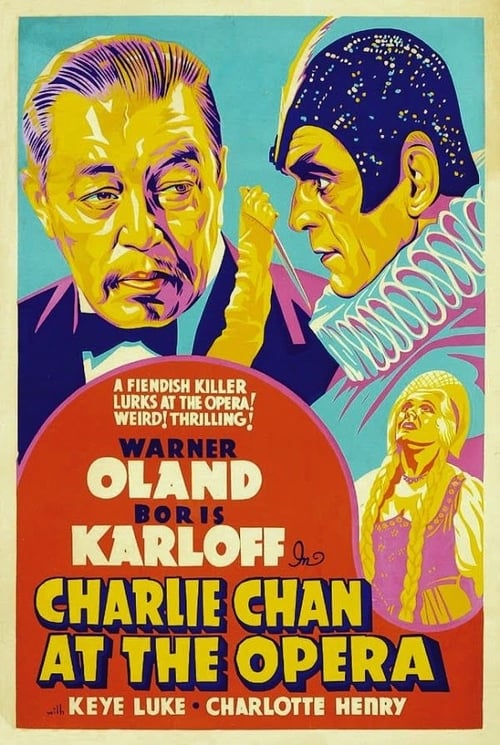 A FIENDISH KILLER
LURKS AT THE OPERA!
WEIRD! THRILLING!
WARNER
OLAND
BORIS
KARLOFF In
CHARLIE CHAN
AT THE OPERA
with KEYE LUKE • CHARLOTTE HENRY